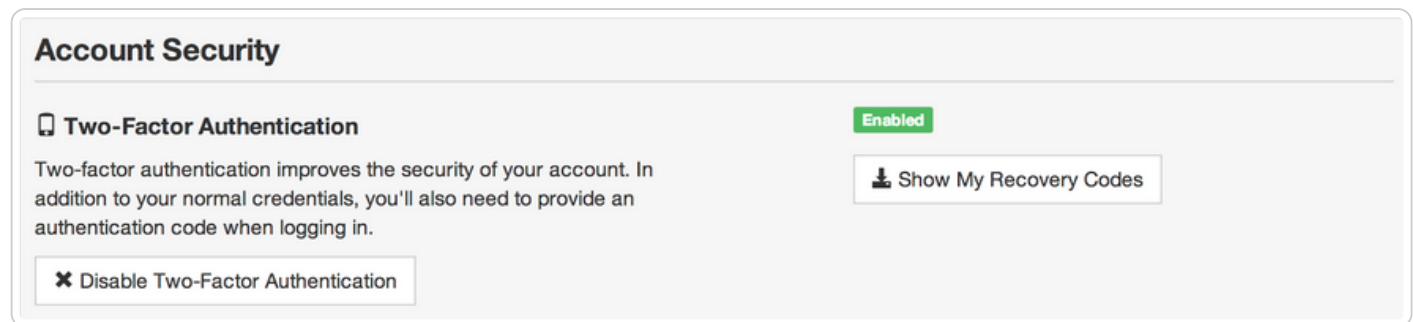 Account Security
Two-Factor Authentication
Enabled
Two-factor authentication improves the security of your account. In
addition to your normal credentials, you'll also need to provide an
authentication code when logging in.
Show My Recovery Codes
Disable Two-Factor Authentication